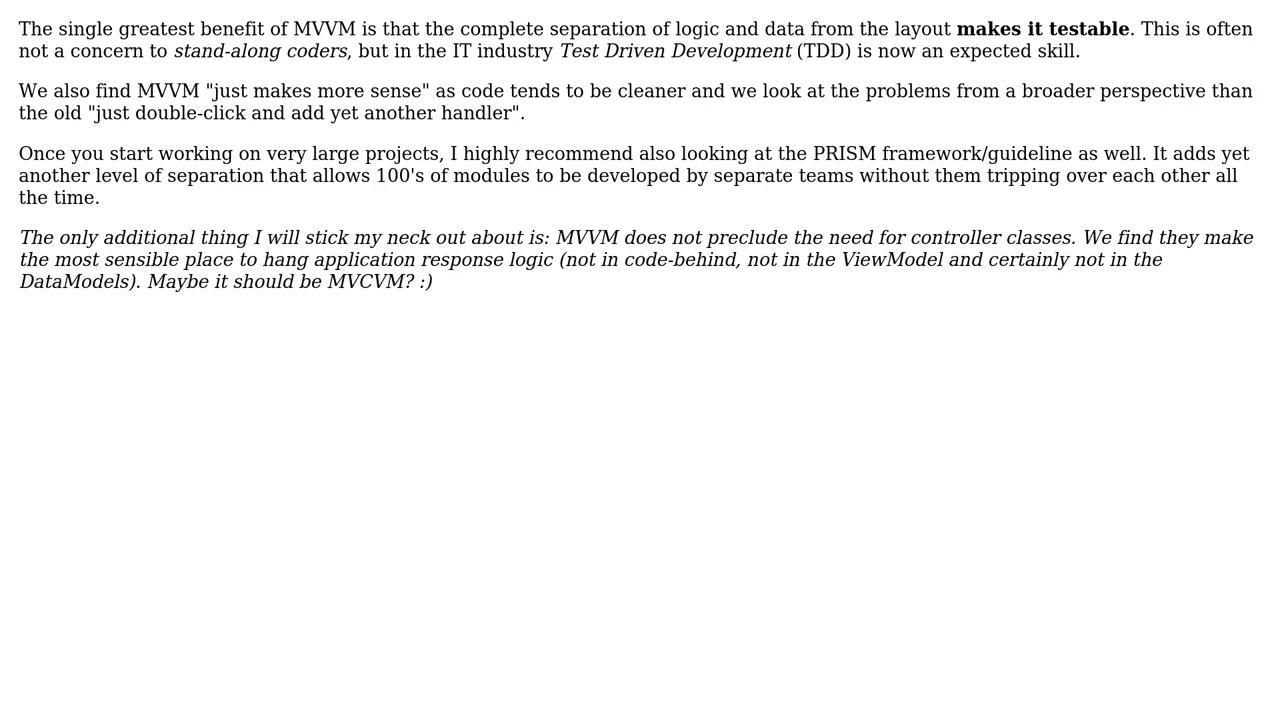 The single greatest benefit of MVVM is that the complete separation of logic and data from the layout makes it testable. This is often
not a concern to stand-along coders, but in the IT industry Test Driven Development (TDD) is now an expected skill.
We also find MVVM "just makes more sense" as code tends to be cleaner and we look at the problems from a broader perspective than
the old "just double-click and add yet another handler".
Once you start working on very large projects, I highly recommend also looking at the PRISM framework/guideline as well. It adds yet
another level of separation that allows 100's of modules to be developed by separate teams without them tripping over each other all
the time.
The only additional thing I will stick my neck out about is: MVVM does not preclude the need for controller classes. We find they make
the most sensible place to hang application response logic (not in code-behind, not in the ViewModel and certainly not in the
DataModels). Maybe it should be MVCVM? :)